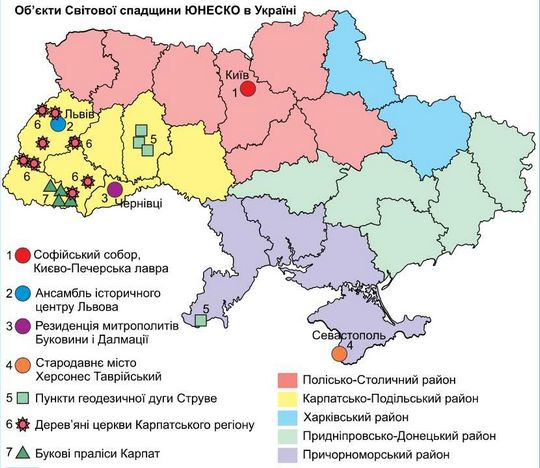 Об'єкти Світової спадщини ЮНЕСКО в Україні
Київ
1
Львів
6
2
6
5
6
6
7
3
Чернівці
5
Севастополь
4
1 Софійський собор,
Києво-Печерська лавра
2 Ансамбль історичного
центру Львова
3 Резиденція митрополитів
Буковини і Далмації
4 Стародавнє місто
Херсонес Таврійський
5 Пункти геодезичної дуги Струве
6 Дерев'яні церкви Карпатського регіону
7 Букові праліси Карпат
Полісько-Столичний район
Карпатсько-Подільський район
Харківський район
Придніпровсько-Донецький район
Причорноморський район